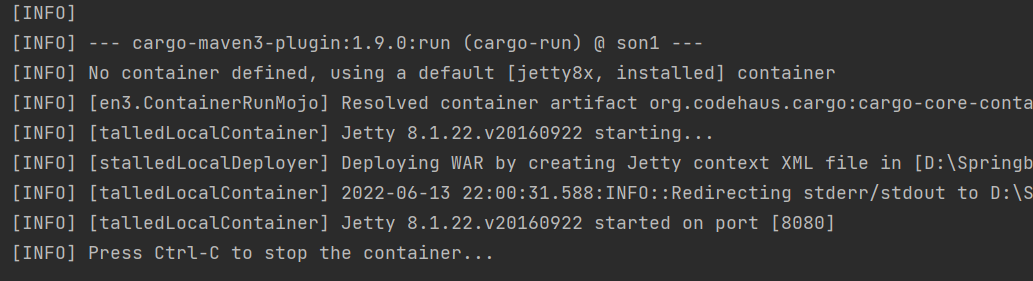 [INFO]
[INFO] --- cargo-maven3-plugin:1.9.0:run (cargo-run) @ son1 ---
[INFO] No container defined, using a default [jetty8x, installed] container
[INFO] [en3.ContainerRunMojo] Resolved container artifact org.codehaus.cargo:cargo-core-conta
[INFO] [talledLocalContainer] Jetty 8.1.22.v20160922 starting...
[INFO] [stalledLocalDeployer] Deploying WAR by creating Jetty context XML file in [D:\Springb
[INFO] [talledLocalContainer] 2022-06-13 22:00:31.588:INFO::Redirecting stderr/stdout to D:\S
[INFO] [talledLocalContainer] Jetty 8.1.22.v20160922 started on port [8080]
[INFO] Press Ctrl-C to stop the container...